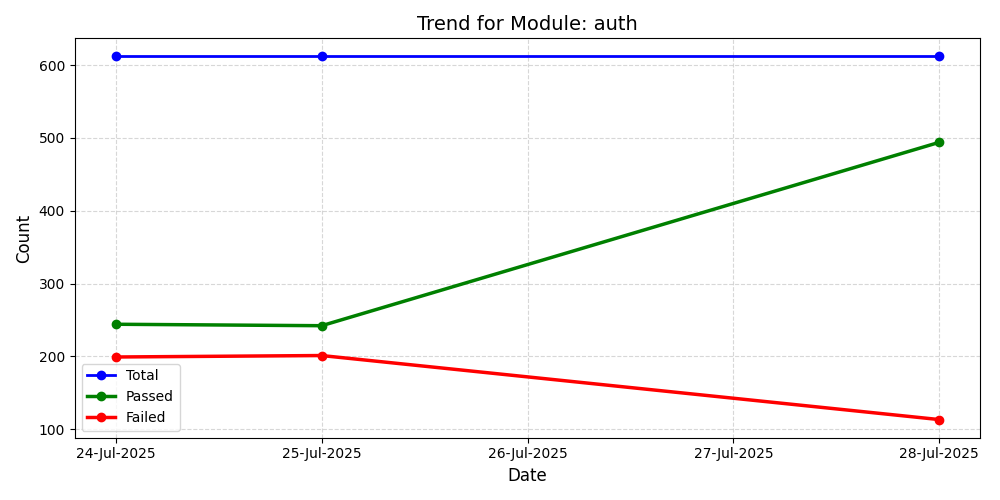 Trend for Module: auth
Count
600
500
400
300
200
100
Total
Passed
Failed
24-Jul-2025 25-Jul-2025 26-Jul-2025 27-Jul-2025 28-Jul-2025
Date